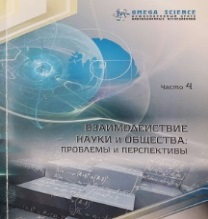 OMEGA SCIENCE
Часть 4
ВЗАИМОДЕЙСТВИЕ
НАУКИ И ОБЩЕСТВА:
ПРОБЛЕМЫ И ПЕРСПЕКТИВЫ